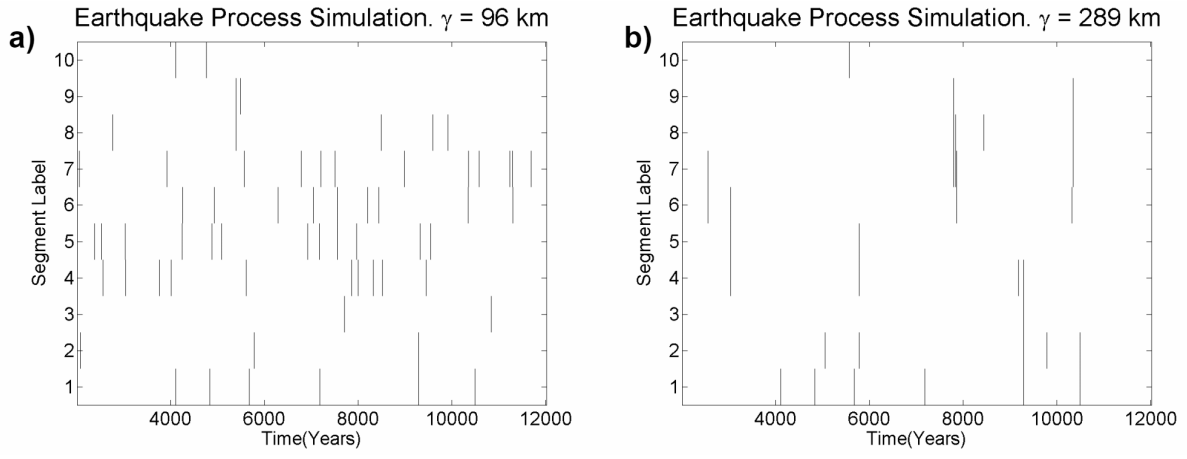 a)
Earthquake Process Simulation. γ = 96 km
Segment Label
10
9
8
7
6
5
4
3
2
1
4000 6000 8000 10000 12000
Time(Years)
b)
Earthquake Process Simulation. γ = 289 km
Segment Label
10
9
8
7
6
5
4
3
2
1
4000 6000 8000 10000 12000
Time(Years)